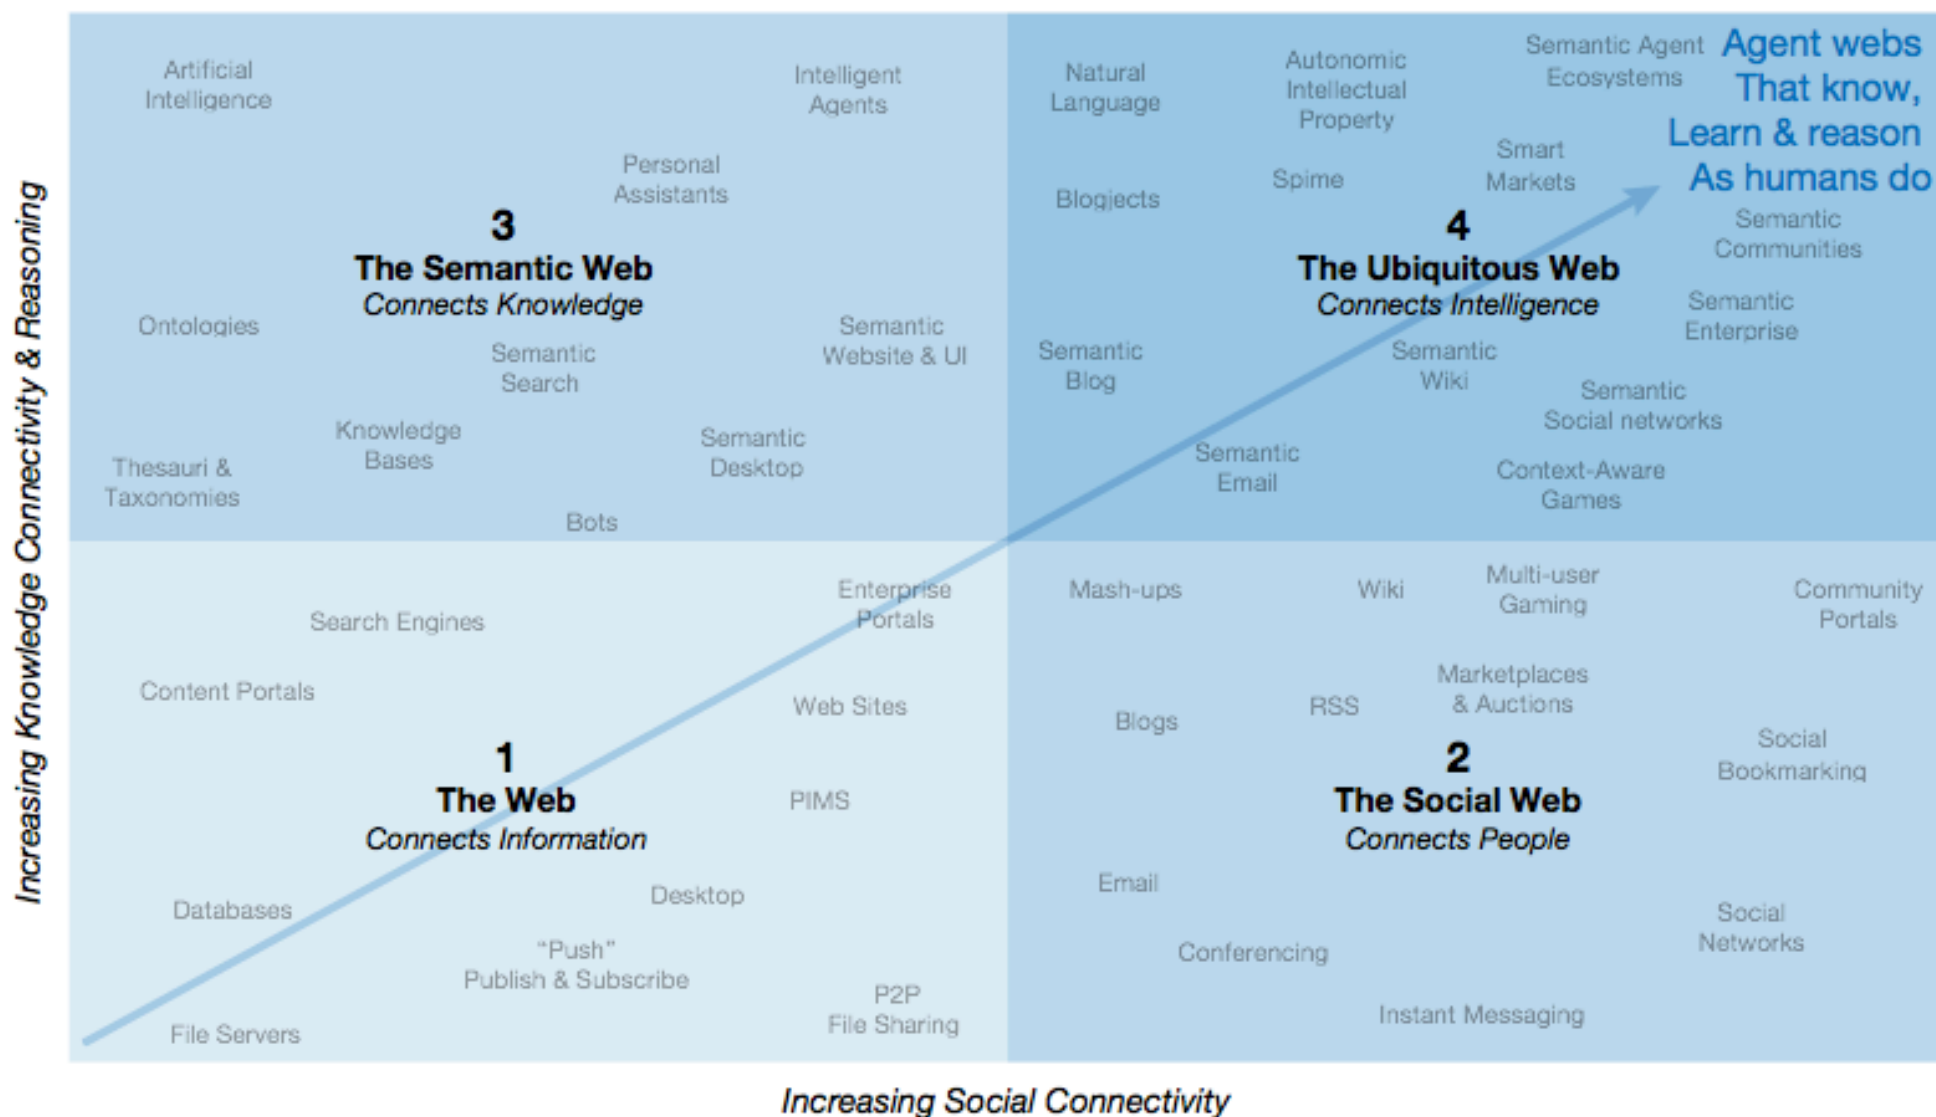 Increasing Knowledge Connectivity & Reasoning
Artificial
Intelligence
Intelligent
Agents
Personal
Assistants
3
The Semantic Web
Connects Knowledge
Ontologies
Semantic
Search
Semantic
Website & UI
Knowledge
Bases
Semantic
Desktop
Thesauri &
Taxonomies
Bots
Natural
Language
Autonomic
Intellectual
Property
Semantic Agent
Ecosystems
Agent webs
That know,
Learn & reason
As humans do
Smart
Markets
Spime
Blogjects
4
The Ubiquitous Web
Connects Intelligence
Semantic
Communities
Semantic
Enterprise
Semantic
Blog
Semantic
Wiki
Semantic
Social networks
Semantic
Email
Context-Aware
Games
Search Engines
Enterprise
Portals
Content Portals
Web Sites
1
The Web
Connects Information
PIMS
Databases
Desktop
“Push”
Publish & Subscribe
P2P
File Sharing
File Servers
Mash-ups
Wiki
Multi-user
Gaming
Community
Portals
Marketplaces
& Auctions
Blogs
RSS
Social
Bookmarking
2
The Social Web
Connects People
Email
Social
Networks
Conferencing
Instant Messaging
Increasing Social Connectivity